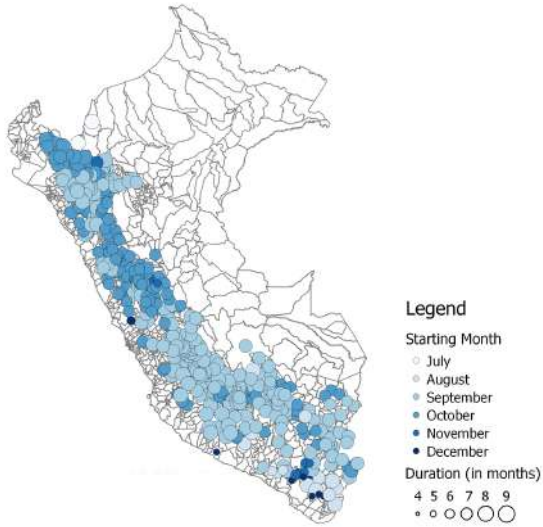 Legend
Starting Month
July
August
September
October
November
December
Duration (in months)
4 5 6 7 8 9